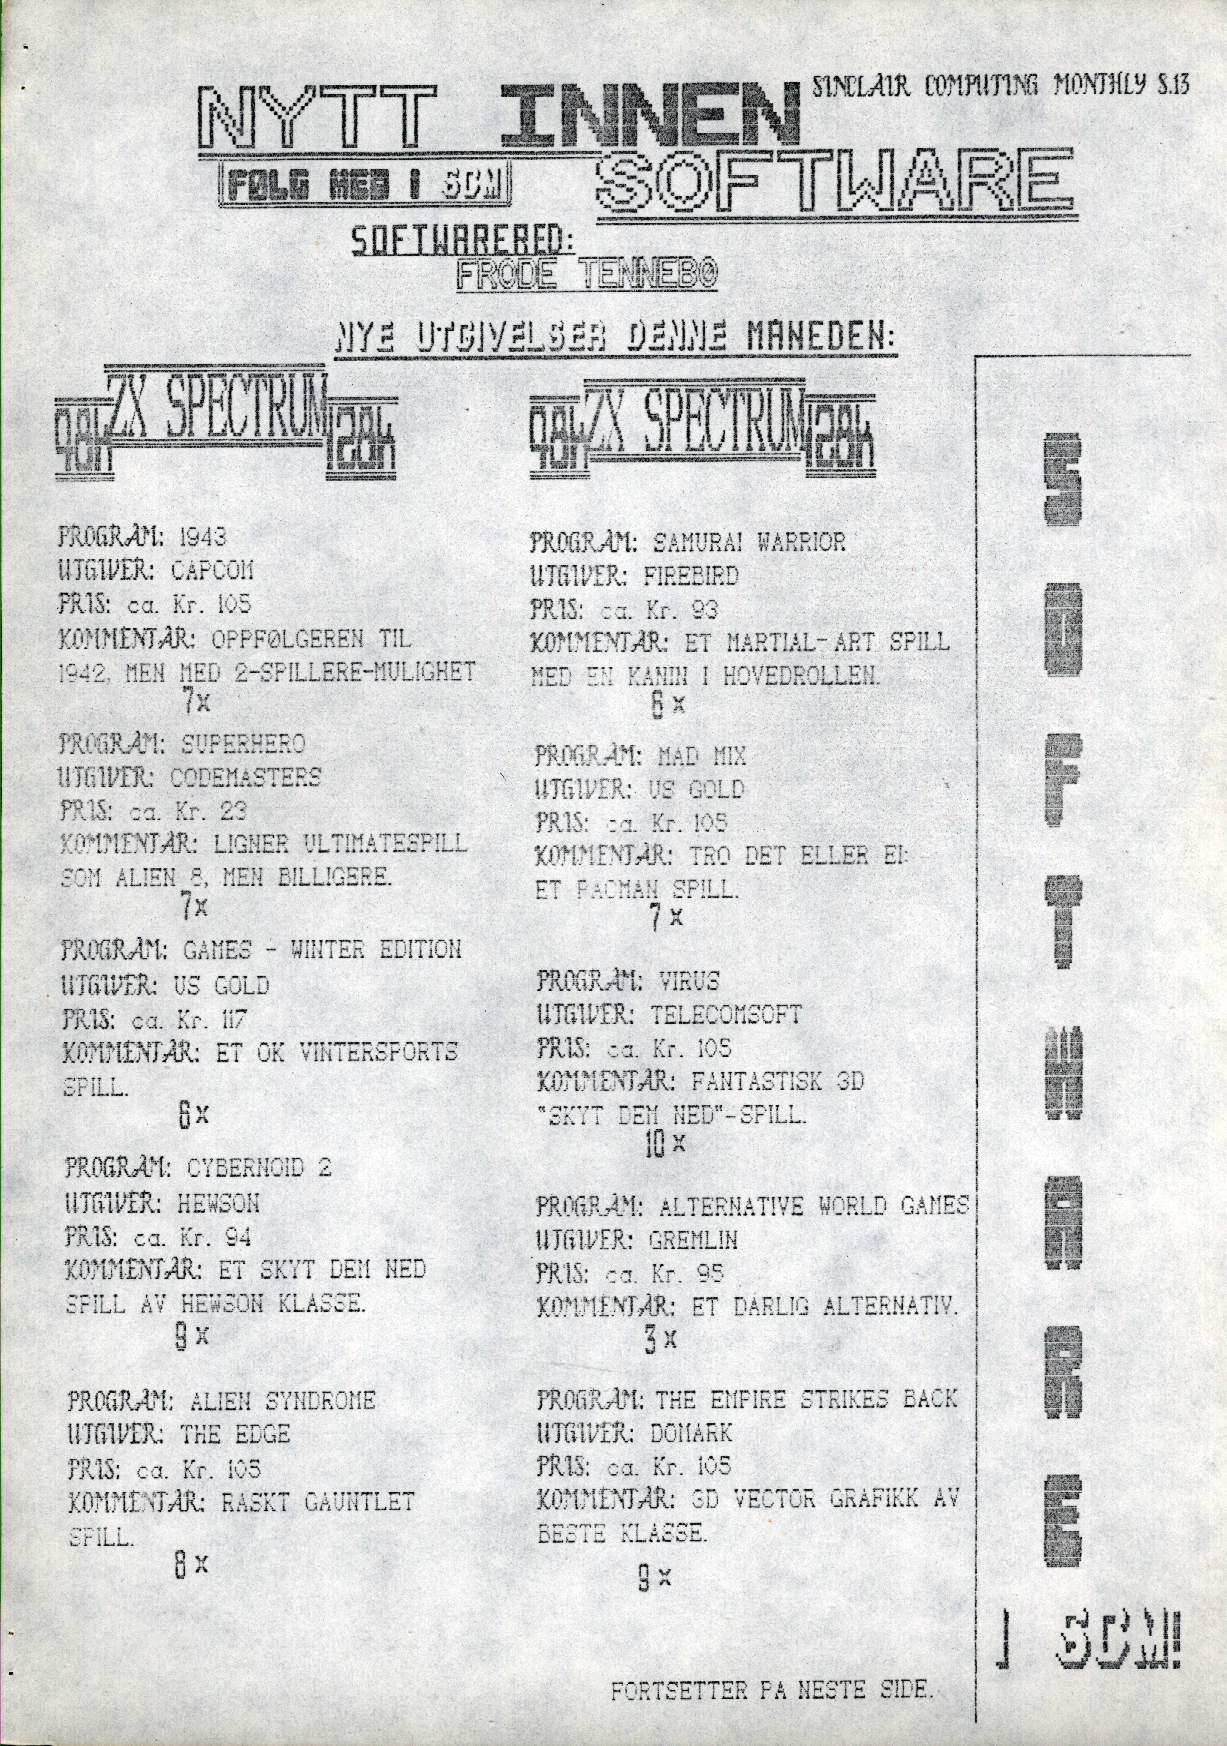 SINCLAIR COMPUTING MONTHLY S.13
NYTT INNEN
SOFTWARE
FØLG MEG I SCM
SOFTWARERED:
FRODE TENNEBØ
NYE UTGIVELSER DENNE MANEDEN:
48K ZX SPECTRUM 128k
PROGRAM: 1943
UTGIVER: CAPCOM
PRIS: ca. Kr. 105
KOMMENTAR: OPPFØLGEREN TIL
1942, MEN MED 2-SPILLERE-MULIGHET
7x
PROGRAM: SUPERHERO
UTGIVER: CODEMASTERS
PRIS: ca. Kr. 23
KOMMENTAR: LIGNER ULTIMATESPILL
SOM ALIEN 8, MEN BILLIGERE.
7x
PROGRAM: GAMES - WINTER EDITION
UTGIVER: US GOLD
PRIS: ca. Kr. 117
KOMMENTAR: ET OK VINTERSPORTS
SPILL.
6x
PROGRAM: CYBERNOID 2
UTGIVER: HEWSON
PRIS: ca. Kr. 94
KOMMENTAR: ET SKYT DEM NED
SPILL AV HEWSON KLASSE.
9x
PROGRAM: ALIEN SYNDROME
UTGIVER: THE EDGE
PRIS: ca. Kr. 105
KOMMENTAR: RASKT GAUNTLET
SPILL.
8x
48K ZX SPECTRUM 128k
PROGRAM: SAMURAI WARRIOR
UTGIVER: FIREBIRD
PRIS: ca. Kr. 93
KOMMENTAR: ET MARTIAL-ART SPILL
MED EN KANIN I HOVEDROLLEN.
6x
PROGRAM: MAD MIX
UTGIVER: US GOLD
PRIS: ca. Kr. 105
KOMMENTAR: TRO DET ELLER EI:
ET PACMAN SPILL.
7x
PROGRAM: VIRUS
UTGIVER: TELECOMSOFT
PRIS: ca. Kr. 105
KOMMENTAR: FANTASTISK 3D
"SKYT DEM NED"-SPILL.
10x
PROGRAM: ALTERNATIVE WORLD GAMES
UTGIVER: GREMLIN
PRIS: ca. Kr. 95
KOMMENTAR: ET DARLIG ALTERNATIV.
3x
PROGRAM: THE EMPIRE STRIKES BACK
UTGIVER: DOMARK
PRIS: ca. Kr. 105
KOMMENTAR: 3D VECTOR GRAFIKK AV
BESTE KLASSE.
9x
FORTSETTER PA NESTE SIDE.
S
O
F
T
W
A
R
E
I SCM!